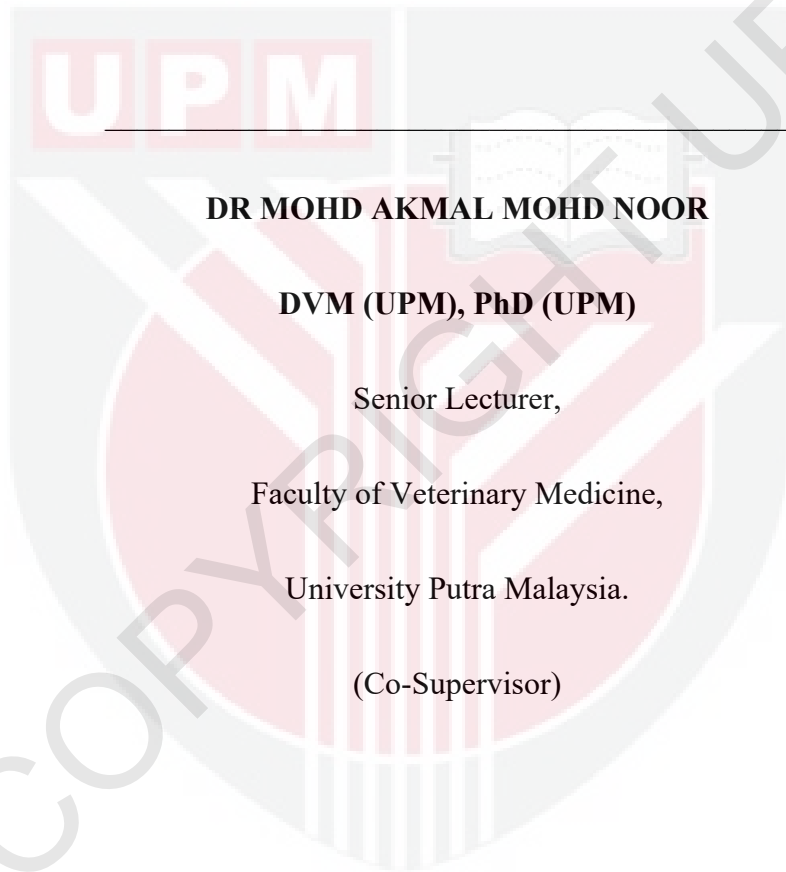 UPM
DR MOHD AKMAL MOHD NOOR
DVM (UPM), PhD (UPM)
Senior Lecturer,
Faculty of Veterinary Medicine,
University Putra Malaysia.
(Co-Supervisor)
COPYRIGHT UP